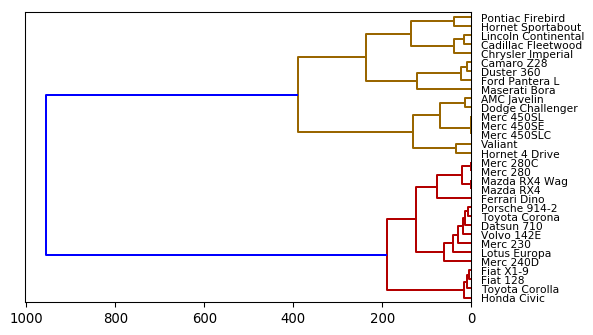 Pontiac Firebird
Hornet Sportabout
Lincoln Continental
Cadillac Fleetwood
Chrysler Imperial
Camaro Z28
Duster 360
Ford Pantera L
Maserati Bora
AMC Javelin
Dodge Challenger
Merc 450SL
Merc 450SE
Merc 450SLC
Valiant
Hornet 4 Drive
Merc 280C
Merc 280
Mazda RX4 Wag
Mazda RX4
Ferrari Dino
Porsche 914-2
Toyota Corona
Datsun 710
Volvo 142E
Merc 230
Lotus Europa
Merc 240D
Fiat X1-9
Fiat 128
Toyota Corolla
Honda Civic
1000 800 600 400 200 0